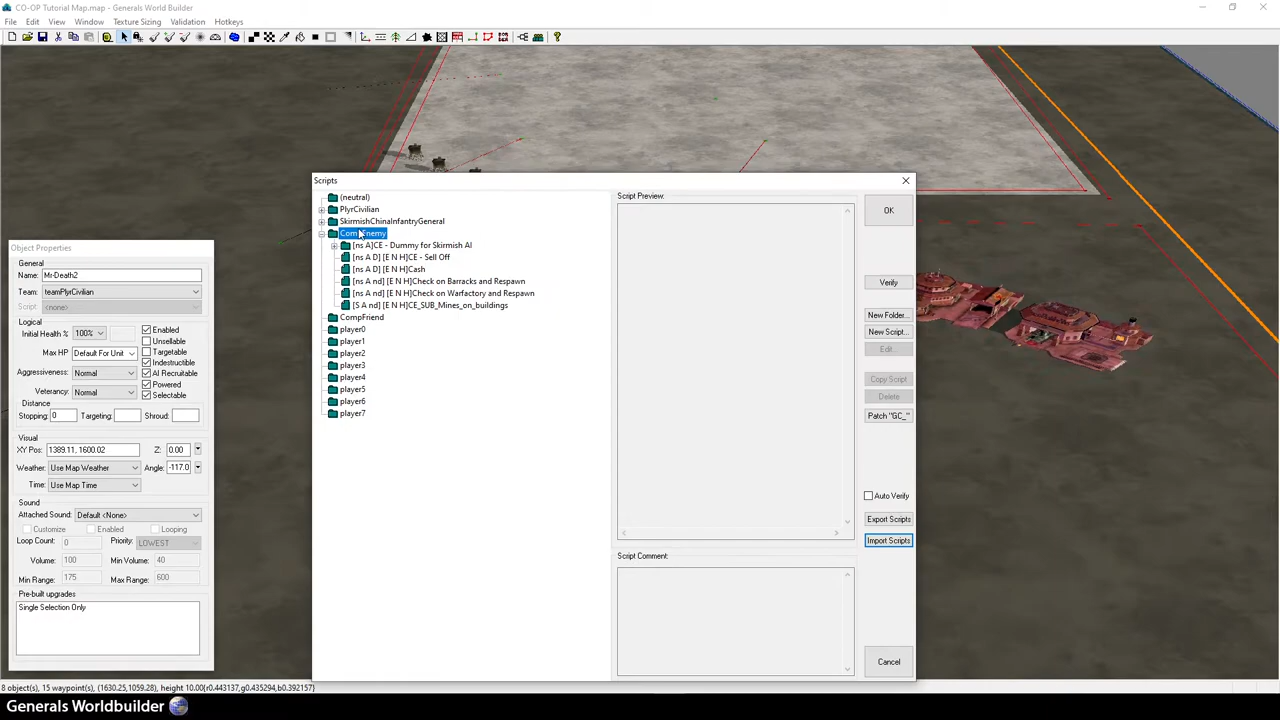 CO-OP Tutorial Map.map - Generals World Builder
File Edit View Window Texture Sizing Validation Hotkeys
Scripts
(neutral)
PlyrCivilian
SkirmishChinaInfantryGeneral
[ns A]CE - Dummy for Skirmish AI
[ns A D] [E N H]CE - Sell Off
[ns A D] [E N H]Cash
[ns A nd] [E N H]Check on Barracks and Respawn
[ns A nd] [E N H]Check on Warfactory and Respawn
[S A nd] [E N H]CE_SUB_Mines_on_buildings
CompFriend
player0
player1
player2
player3
player4
player5
player6
player7
Script Preview:
Script Comment:
OK
Verify
New Folder...
New Script...
Edit...
Copy Script
Delete
Patch "GC_"
Auto Verify
Export Scripts
Import Scripts
Cancel
Object Properties
General
Name: Mr-Death2
Team: teamPlyrCivilian
Script: <none>
Logical
Initial Health % 100%
Max HP Default For Unit
Aggressiveness: Normal
Veterancy: Normal
Enabled
Unsellable
Targetable
Indestructible
AI Recruitable
Powered
Selectable
Distance
Stopping: 0 Targeting: Shroud:
Visual
XY Pos: 1389.11, 1600.02 Z: 0.00
Weather: Use Map Weather Angle: -117.0
Time: Use Map Time
Sound
Attached Sound: Default <None>
Customize Enabled Looping
Loop Count: 0 Priority: LOWEST
Volume: 100 Min Volume: 40
Min Range: 175 Max Range: 600
Pre-built upgrades
Single Selection Only
8 object(s), 15 waypoint(s), (1630.25,1059.28), height 10.00(r0.443137,g0.435294,b0.392157)
Generals Worldbuilder